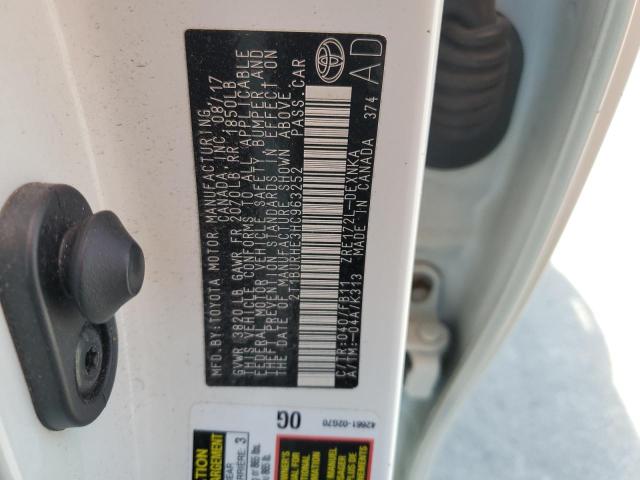 MFD.BY:TOYOTA MOTOR MANUFACTURING,
CANADA, INC. 08/17
GVWR 3820LB GAWR FR 2070LB RR 1850LB
THIS VEHICLE CONFORMS TO ALL APPLICABLE
FEDERAL MOTOR VEHICLE SAFETY, BUMPER, AND
THEFT PREVENTION STANDARDS IN EFFECT ON
THE DATE OF MANUFACTURE SHOWN ABOVE.
2T1BURHE3HC963252 PASS.CAR
C/TR:040/FB11 ZRE172L-DEXNKA
A/TM:-04A/K313 MADE IN CANADA 374
AD
0G
42661-02G70